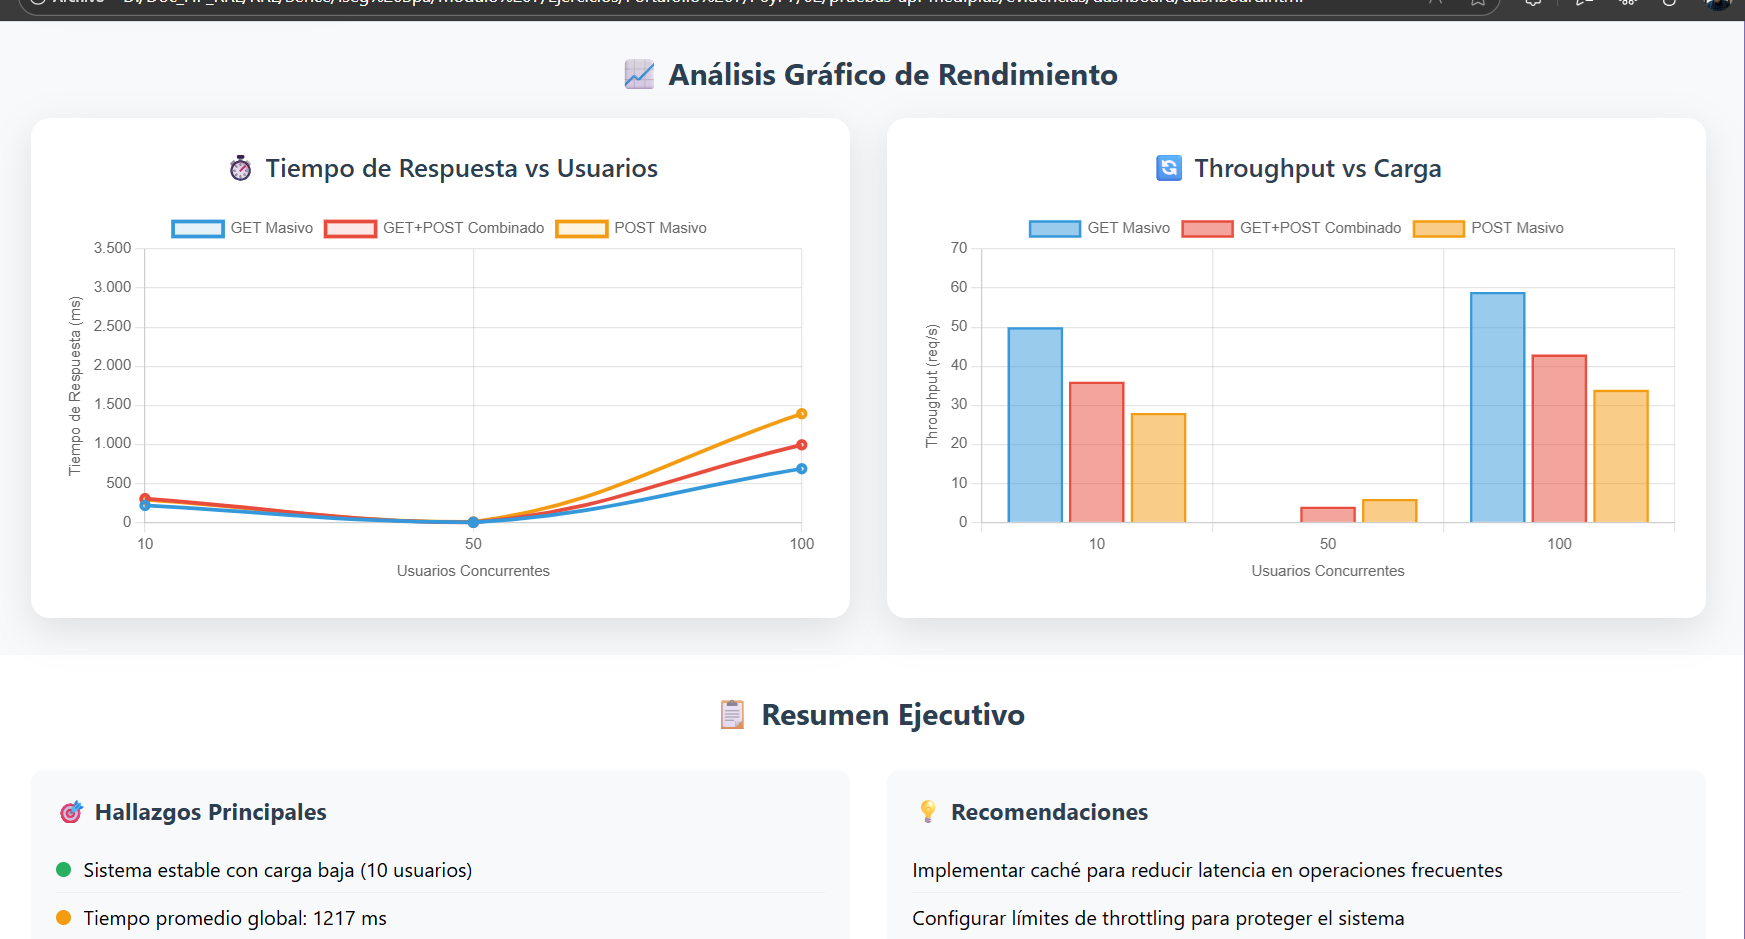 Análisis Gráfico de Rendimiento
Tiempo de Respuesta vs Usuarios
GET Masivo GET+POST Combinado POST Masivo
3.500
3.000
2.500
2.000
1.500
1.000
500
0
Tiempo de Respuesta (ms)
10 50 100
Usuarios Concurrentes
Throughput vs Carga
GET Masivo GET+POST Combinado POST Masivo
70
60
50
40
30
20
10
0
Throughput (req/s)
10 50 100
Usuarios Concurrentes
Resumen Ejecutivo
Hallazgos Principales
Sistema estable con carga baja (10 usuarios)
Tiempo promedio global: 1217 ms
Recomendaciones
Implementar caché para reducir latencia en operaciones frecuentes
Configurar límites de throttling para proteger el sistema